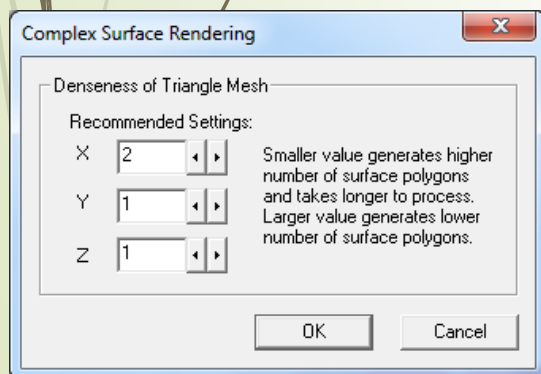 Complex Surface Rendering
Denseness of Triangle Mesh
Recommended Settings:
X 2
Smaller value generates higher
number of surface polygons
Y 1
and takes longer to process.
Larger value generates lower
number of surface polygons.
Z 1
OK Cancel